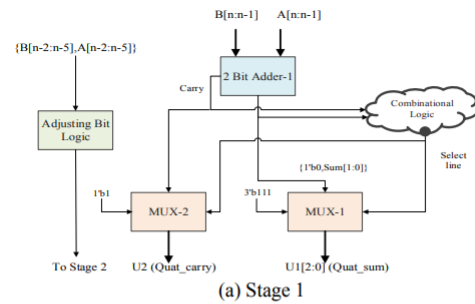 B[n:n-1] A[n:n-1]
{B[n-2:n-5],A[n-2:n-5]}
2 Bit Adder-1
Carry
Combinational
Logic
Adjusting Bit
Logic
Select
line
{1'b0,Sum[1:0]}
1'b1
3'b111
MUX-2
MUX-1
To Stage 2
U2 (Quat_carry)
U1[2:0] (Quat_sum)
(a) Stage 1